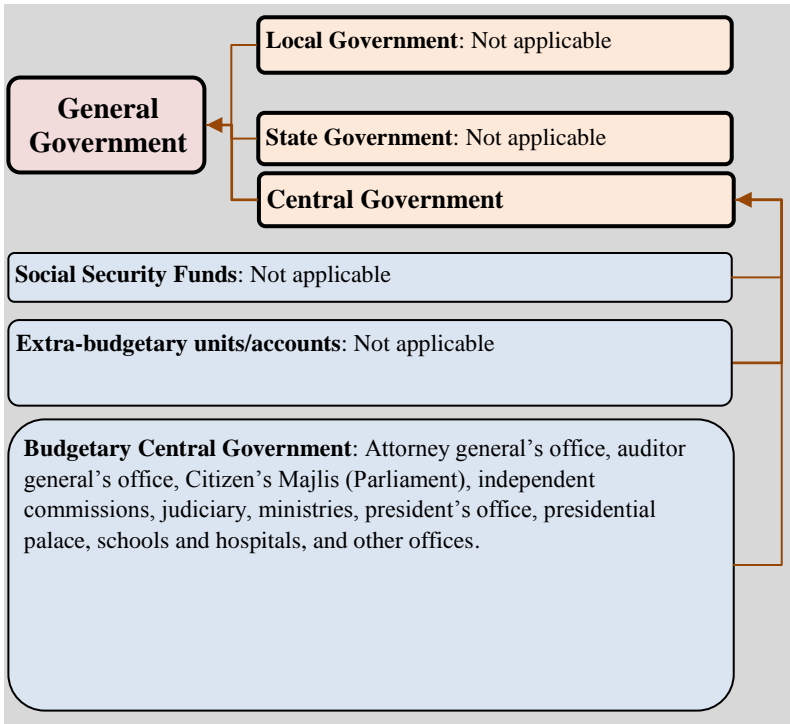 Local Government: Not applicable
General
Government
State Government: Not applicable
Central Government
Social Security Funds: Not applicable
Extra-budgetary units/accounts: Not applicable
Budgetary Central Government: Attorney general’s office, auditor
general’s office, Citizen’s Majlis (Parliament), independent
commissions, judiciary, ministries, president’s office, presidential
palace, schools and hospitals, and other offices.